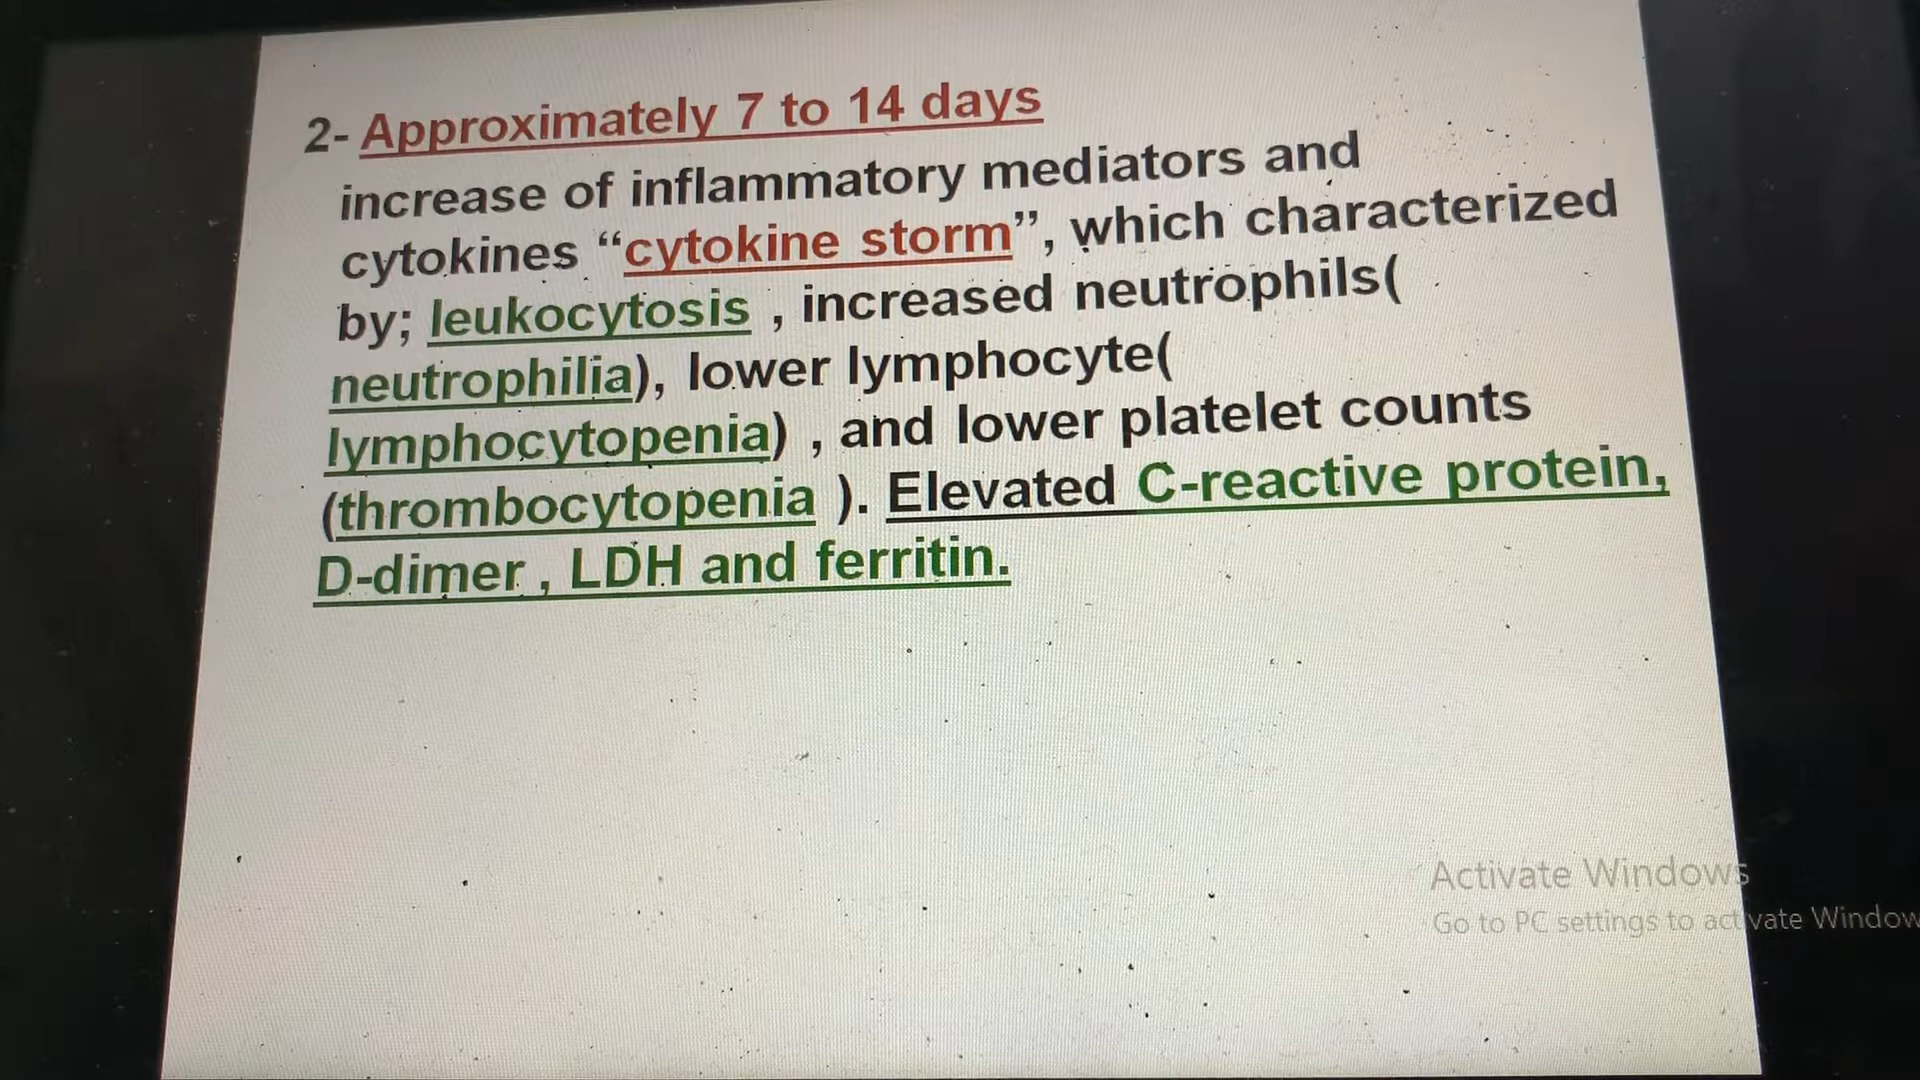 2- Approximately 7 to 14 days
increase of inflammatory mediators and
cytokines “cytokine storm”, which characterized
by; leukocytosis , increased neutrophils(
neutrophilia), lower lymphocyte(
lymphocytopenia) , and lower platelet counts
(thrombocytopenia ). Elevated C-reactive protein,
D-dimer , LDH and ferritin.
Activate Windows
Go to PC settings to activate Window